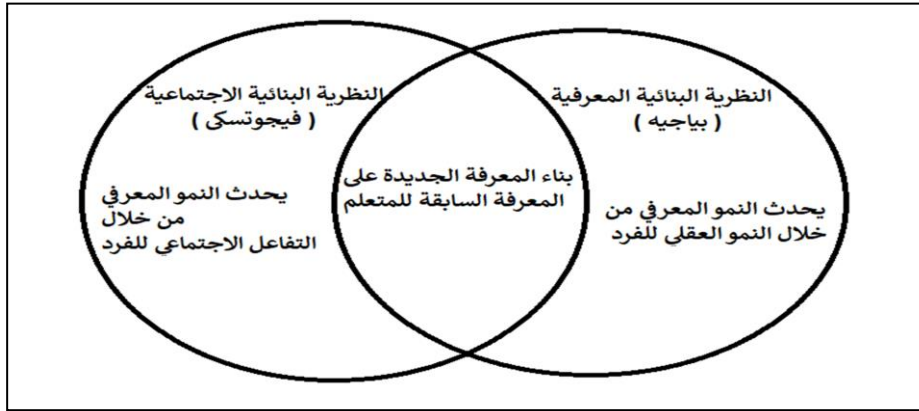 النظرية البنائية المعرفية
( بياجيه )
يحدث النمو المعرفي من
خلال النمو العقلي للفرد
بناء المعرفة الجديدة على
المعرفة السابقة للمتعلم
النظرية البنائية الاجتماعية
( فيجوتسكى )
يحدث النمو المعرفي
من خلال
التفاعل الاجتماعي للفرد